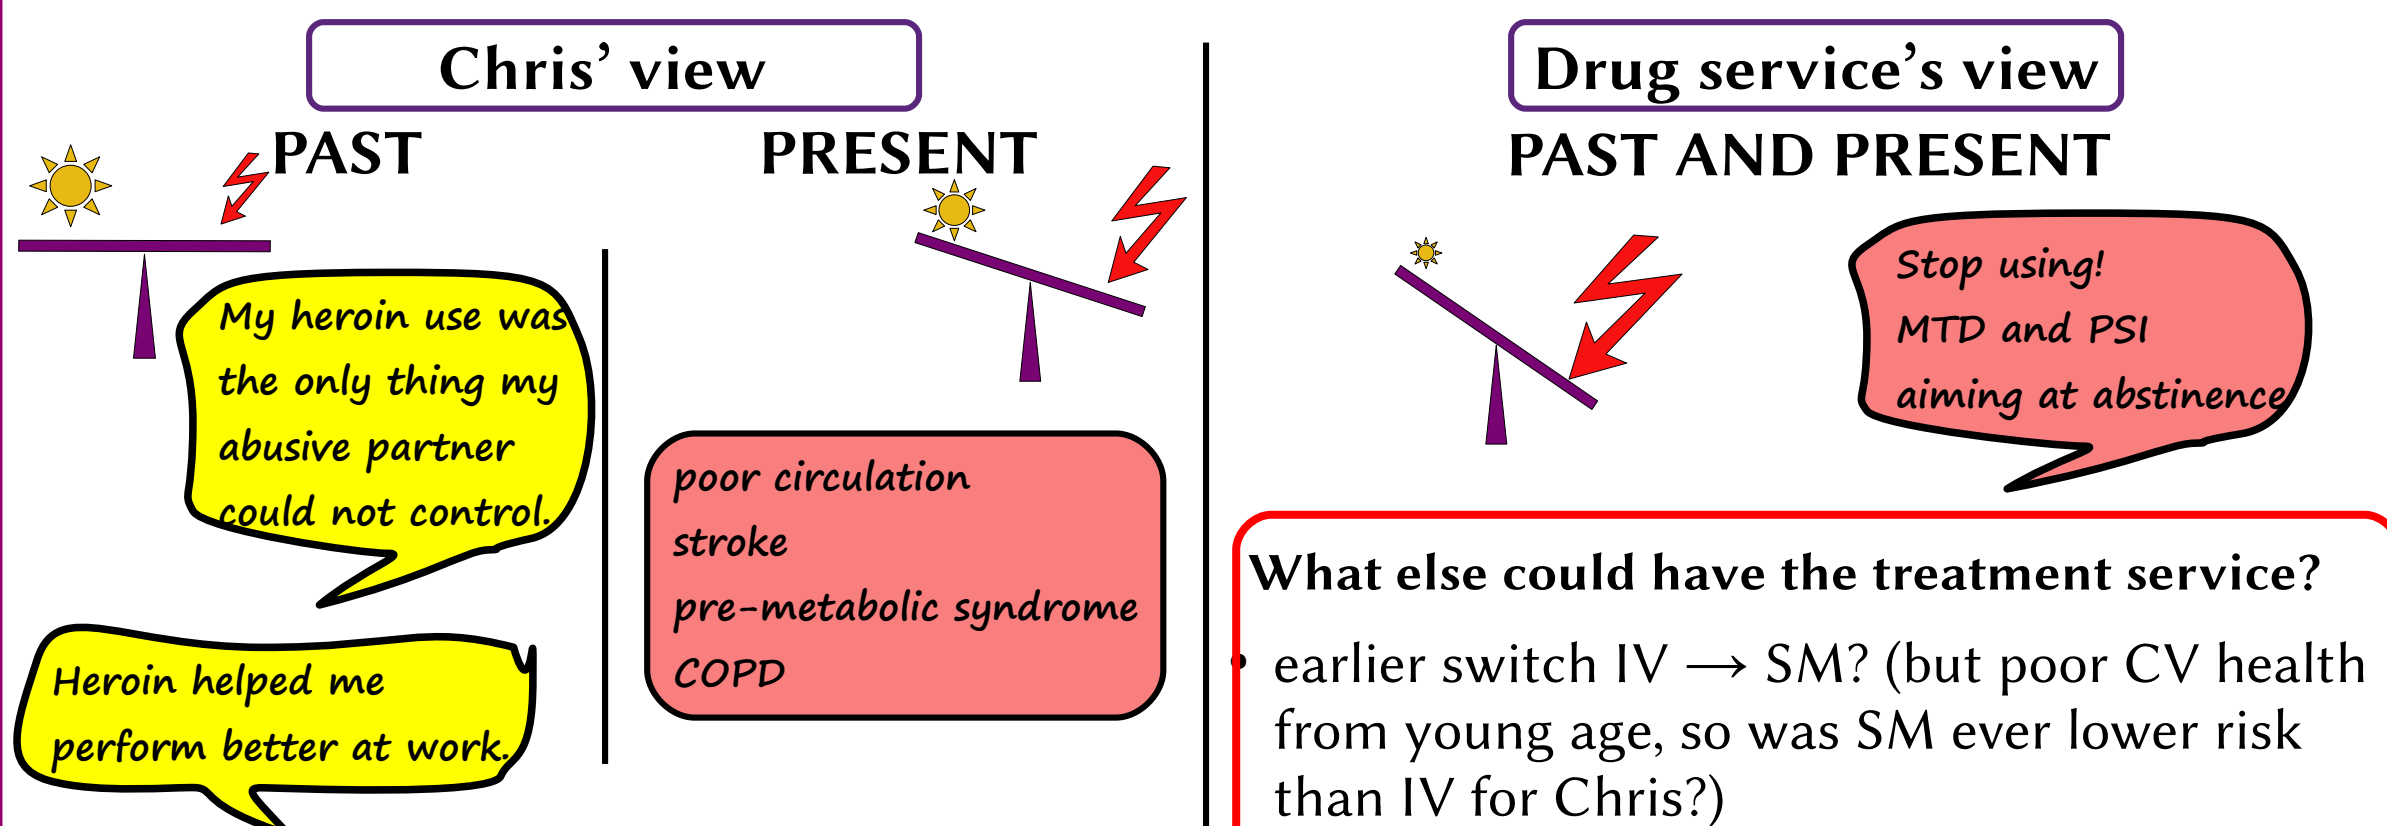 Chris’ view
PAST
My heroin use was
the only thing my
abusive partner
could not control.
Heroin helped me
perform better at work.
PRESENT
poor circulation
stroke
pre-metabolic syndrome
COPD
Drug service’s view
PAST AND PRESENT
Stop using!
MTD and PSI
aiming at abstinence
What else could have the treatment service?
• earlier switch IV → SM? (but poor CV health
from young age, so was SM ever lower risk
than IV for Chris?)